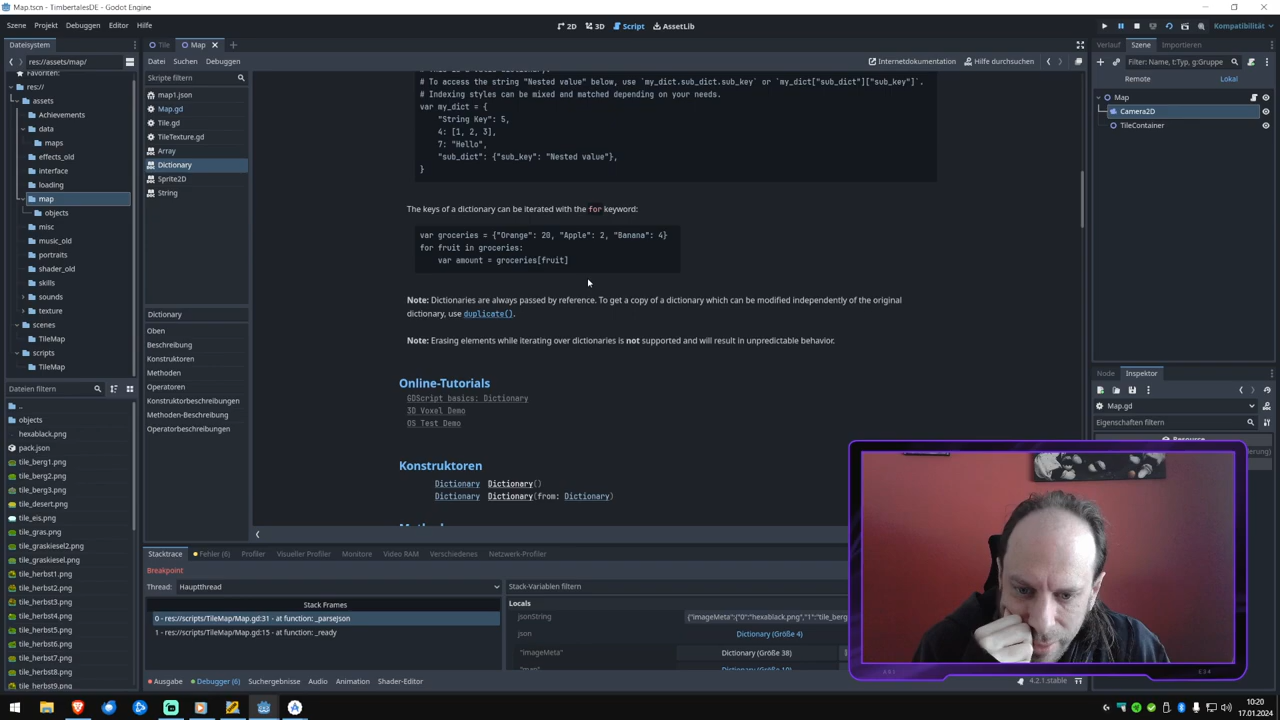 Map.tscn - TimbertalesDE - Godot Engine
Szene Projekt Debuggen Editor Hilfe
2D 3D Script AssetLib
Kompatibilität
Dateisystem
res://assets/map/
Favoriten:
res://
assets
Achievements
data
maps
effects_old
interface
loading
map
objects
misc
music_old
portraits
shader_old
skills
sounds
texture
scenes
TileMap
scripts
TileMap
Dateien filtern
..
objects
hexablack.png
pack.json
tile_berg1.png
tile_berg2.png
tile_berg3.png
tile_desert.png
tile_eis.png
tile_gras.png
tile_graskiesel2.png
tile_graskiesel.png
tile_herbst1.png
tile_herbst2.png
tile_herbst3.png
tile_herbst4.png
tile_herbst5.png
tile_herbst6.png
tile_herbst7.png
tile_herbst8.png
tile_herbst9.png
Tile Map
Datei Suchen Debuggen
Internetdokumentation Hilfe durchsuchen
Skripte filtern
map1.json
Map.gd
Tile.gd
TileTexture.gd
Array
Dictionary
Sprite2D
String
Dictionary
Oben
Beschreibung
Konstruktoren
Methoden
Operatoren
Konstruktorbeschreibungen
Methoden-Beschreibung
Operatorbeschreibungen
# To access the string "Nested value" below, use `my_dict.sub_dict.sub_key` or `my_dict["sub_dict"]["sub_key"]`.
# Indexing styles can be mixed and matched depending on your needs.
var my_dict = {
"String Key": 5,
4: [1, 2, 3],
7: "Hello",
"sub_dict": {"sub_key": "Nested value"},
}
The keys of a dictionary can be iterated with the for keyword:
var groceries = {"Orange": 20, "Apple": 2, "Banana": 4}
for fruit in groceries:
var amount = groceries[fruit]
Note: Dictionaries are always passed by reference. To get a copy of a dictionary which can be modified independently of the original
dictionary, use duplicate().
Note: Erasing elements while iterating over dictionaries is not supported and will result in unpredictable behavior.
Online-Tutorials
GDScript basics: Dictionary
3D Voxel Demo
OS Test Demo
Konstruktoren
Dictionary Dictionary()
Dictionary Dictionary(from: Dictionary)
Stacktrace Fehler (6) Profiler Visueller Profiler Monitore Video RAM Verschiedenes Netzwerk-Profiler
Breakpoint
Thread: Hauptthread
Stack Frames
0 - res://scripts/TileMap/Map.gd:31 - at function: _parseJson
1 - res://scripts/TileMap/Map.gd:15 - at function: _ready
Stack-Variablen filtern
Locals
jsonString {"imageMeta":{"0":"hexablack.png","1":"tile_berg
json Dictionary (Größe 4)
"imageMeta" Dictionary (Größe 38)
Ausgabe Debugger (6) Suchergebnisse Audio Animation Shader-Editor
4.2.1.stable
Verlauf Szene Importieren
Filter: Name, t:Typ, g:Gruppe
Remote Lokal
Map
Camera2D
TileContainer
Node Inspektor
Map.gd
Eigenschaften filtern
Resource
10:20
17.01.2024